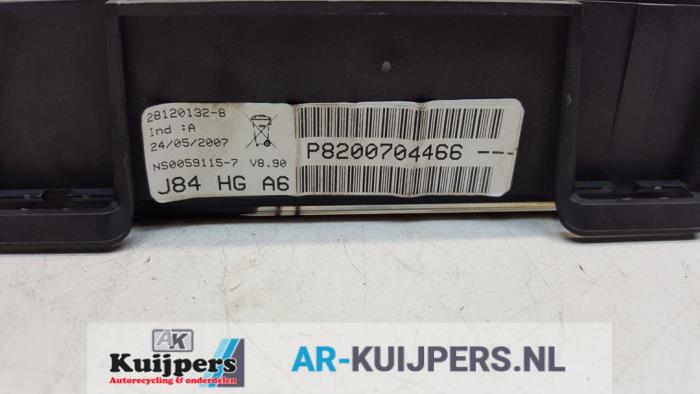 28120132-8
Ind :A
24/05/2007
NS0059115-7 V8.90
J84 HG A6
P8200704466 ---
AK
Kuijpers
Autorecycling & onderdelen
AR-KUIJPERS.NL